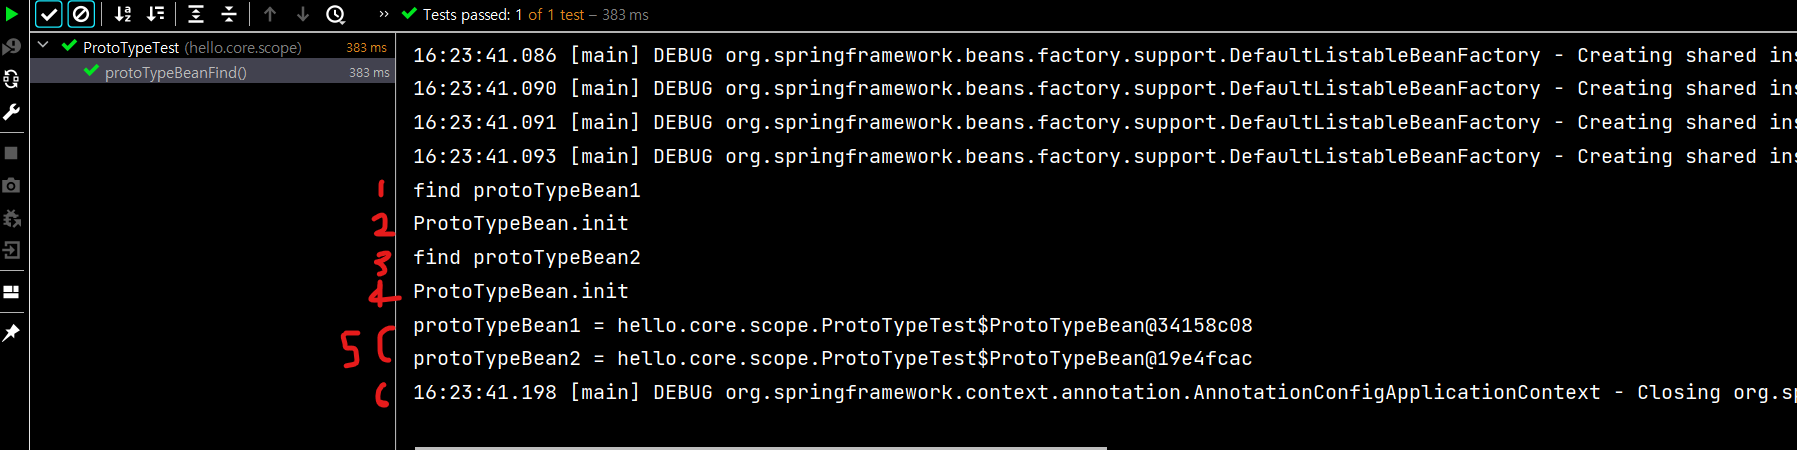 Tests passed: 1 of 1 test – 383 ms
ProtoTypeTest (hello.core.scope) 383 ms
protoTypeBeanFind() 383 ms
16:23:41.086 [main] DEBUG org.springframework.beans.factory.support.DefaultListableBeanFactory - Creating shared ins
16:23:41.090 [main] DEBUG org.springframework.beans.factory.support.DefaultListableBeanFactory - Creating shared ins
16:23:41.091 [main] DEBUG org.springframework.beans.factory.support.DefaultListableBeanFactory - Creating shared ins
16:23:41.093 [main] DEBUG org.springframework.beans.factory.support.DefaultListableBeanFactory - Creating shared ins
1 find protoTypeBean1
2 ProtoTypeBean.init
3 find protoTypeBean2
4 ProtoTypeBean.init
5 protoTypeBean1 = hello.core.scope.ProtoTypeTest$ProtoTypeBean@34158c08
protoTypeBean2 = hello.core.scope.ProtoTypeTest$ProtoTypeBean@19e4fcac
6 16:23:41.198 [main] DEBUG org.springframework.context.annotation.AnnotationConfigApplicationContext - Closing org.sp